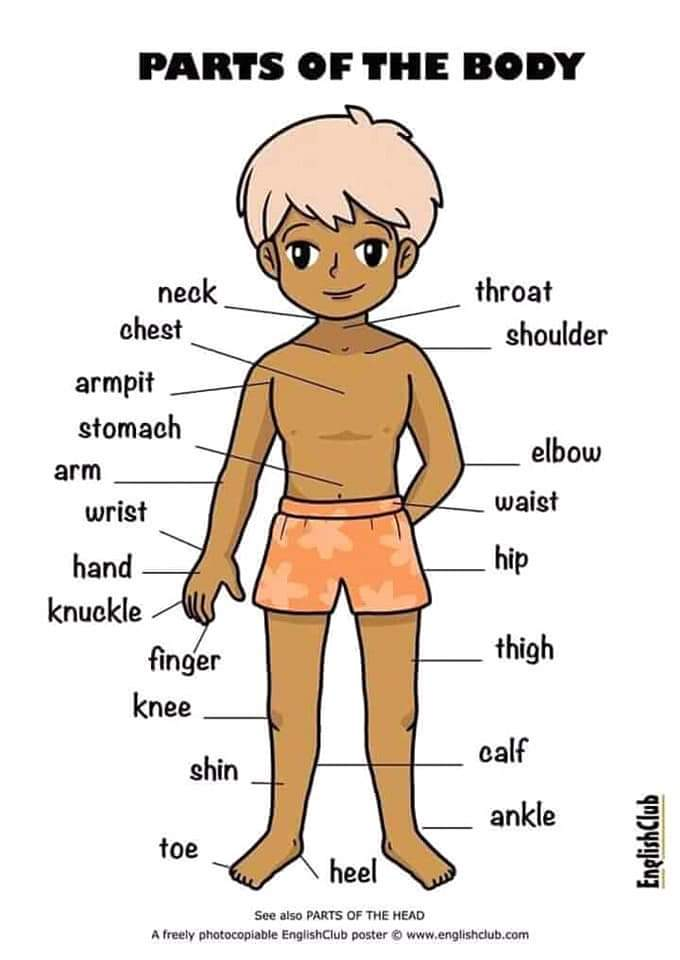 PARTS OF THE BODY
neck
throat
chest
shoulder
armpit
stomach
elbow
arm
waist
wrist
hip
hand
knuckle
thigh
finger
knee
calf
shin
ankle
toe
heel
EnglishClub
See also PARTS OF THE HEAD
A freely photocopiable EnglishClub poster © www.englishclub.com